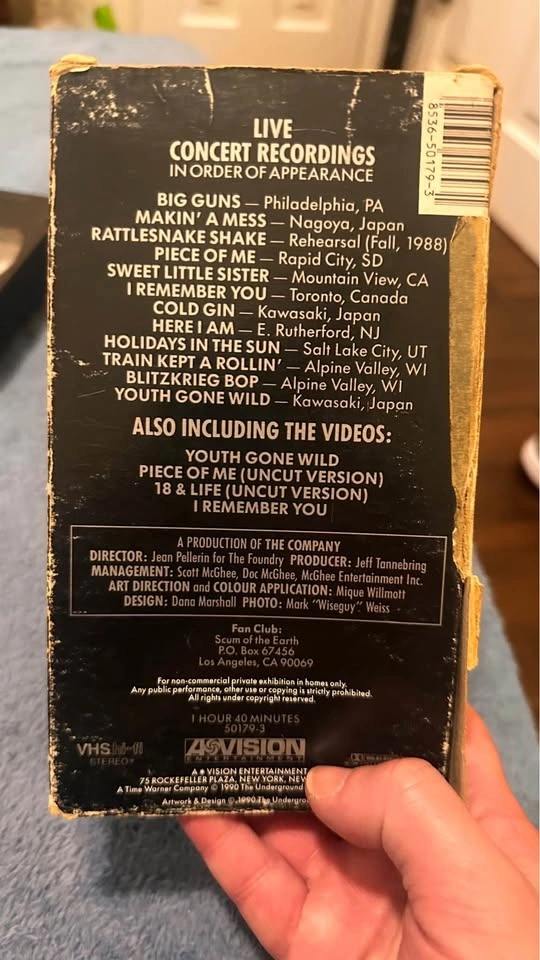 8536-50179-3
LIVE
CONCERT RECORDINGS
IN ORDER OF APPEARANCE
BIG GUNS — Philadelphia, PA
MAKIN' A MESS — Nagoya, Japan
RATTLESNAKE SHAKE — Rehearsal (Fall, 1988)
PIECE OF ME — Rapid City, SD
SWEET LITTLE SISTER — Mountain View, CA
I REMEMBER YOU — Toronto, Canada
COLD GIN — Kawasaki, Japan
HERE I AM — E. Rutherford, NJ
HOLIDAYS IN THE SUN — Salt Lake City, UT
TRAIN KEPT A ROLLIN' — Alpine Valley, WI
BLITZKRIEG BOP — Alpine Valley, WI
YOUTH GONE WILD — Kawasaki, Japan
ALSO INCLUDING THE VIDEOS:
YOUTH GONE WILD
PIECE OF ME (UNCUT VERSION)
18 & LIFE (UNCUT VERSION)
I REMEMBER YOU
A PRODUCTION OF THE COMPANY
DIRECTOR: Jean Pellerin for The Foundry PRODUCER: Jeff Tannebring
MANAGEMENT: Scott McGhee, Doc McGhee, McGhee Entertainment Inc.
ART DIRECTION and COLOUR APPLICATION: Mique Willmott
DESIGN: Dana Marshall PHOTO: Mark "Wiseguy" Weiss
Fan Club:
Scum of the Earth
P.O. Box 67456
Los Angeles, CA 90069
For non-commercial private exhibition in homes only.
Any public performance, other use or copying is strictly prohibited.
All rights under copyright reserved.
1 HOUR 40 MINUTES
50179-3
VHS hi-fi
STEREO
A*VISION
ENTERTAINMENT
A * VISION ENTERTAINMENT
75 ROCKEFELLER PLAZA, NEW YORK, NEW
A Time Warner Company © 1990 The Underground
Artwork & Design © 1990 The Undergro